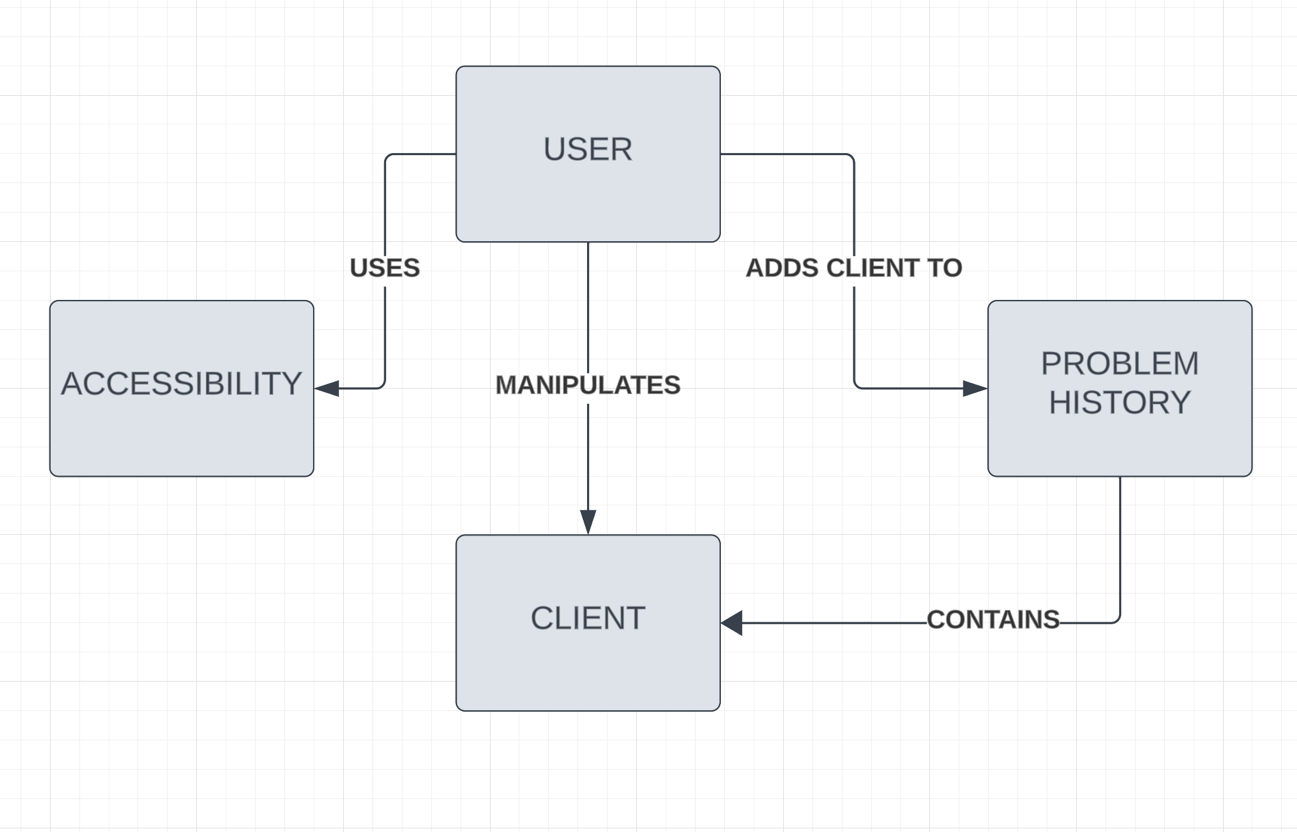 USER
USES
ADDS CLIENT TO
ACCESSIBILITY
MANIPULATES
PROBLEM
HISTORY
CLIENT
CONTAINS